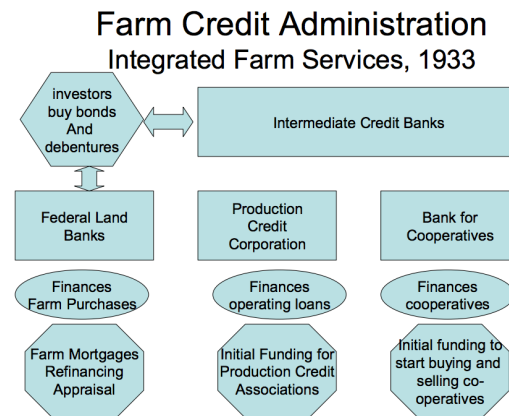 Farm Credit Administration
Integrated Farm Services, 1933
investors
buy bonds
And
debentures
Intermediate Credit Banks
Federal Land
Banks
Production
Credit
Corporation
Bank for
Cooperatives
Finances
Farm Purchases
Finances
operating loans
Finances
cooperatives
Farm Mortgages
Refinancing
Appraisal
Initial Funding for
Production Credit
Associations
Initial funding to
start buying and
selling co-
operatives